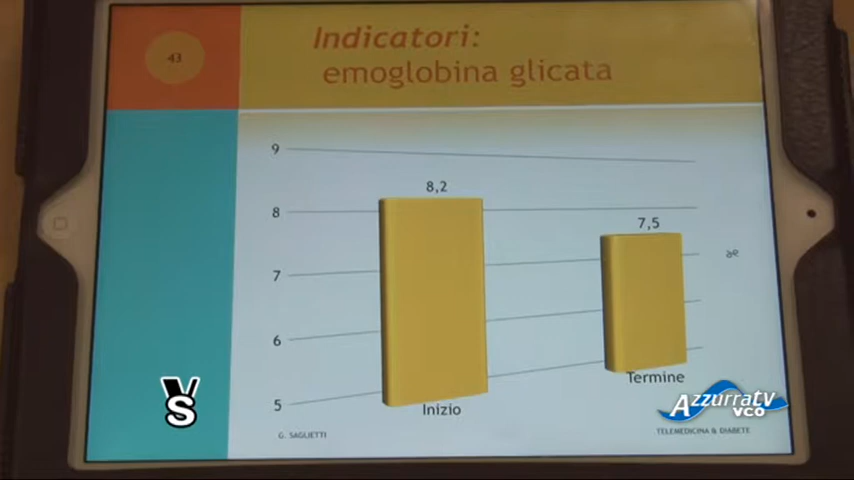 43
Indicatori:
emoglobina glicata
9
8,2
8
7,5
7
6
5
Inizio
Termine
G. SAGLIETTI
TELEMEDICINA & DIABETE
VS
Azzurratv
VCO